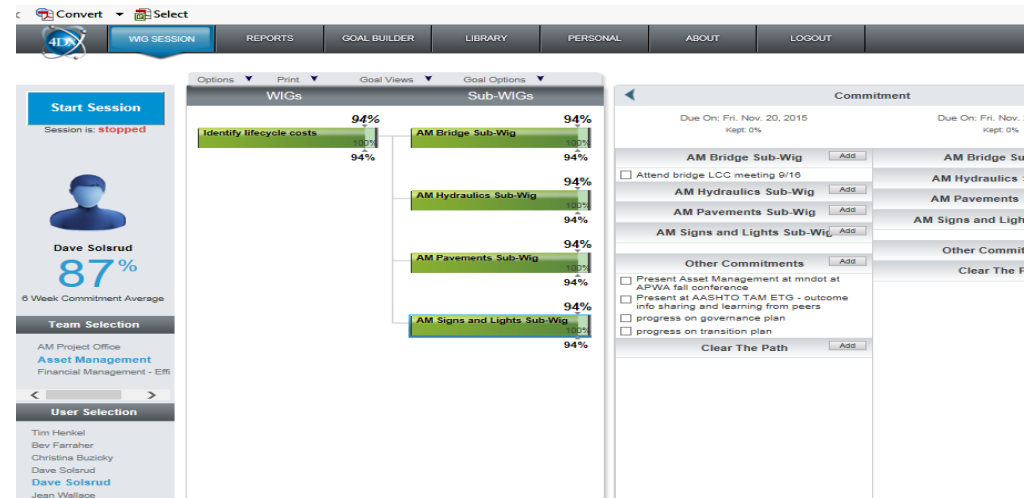 Convert Select
4DX WIG SESSION REPORTS GOAL BUILDER LIBRARY PERSONAL ABOUT LOGOUT
Options Print Goal Views Goal Options
Start Session
Session is: stopped
Dave Solsrud
87%
6 Week Commitment Average
Team Selection
AM Project Office
Asset Management
Financial Management - Effi
User Selection
Tim Henkel
Bev Farraher
Christina Buzicky
Dave Solsrud
Dave Solsrud
Jean Wallace
WIGs Sub-WIGs
94%
Identify lifecycle costs
100%
94%
94%
AM Bridge Sub-Wig
100%
94%
94%
AM Hydraulics Sub-Wig
100%
94%
94%
AM Pavements Sub-Wig
100%
94%
94%
AM Signs and Lights Sub-Wig
100%
94%
Commitment
Due On: Fri. Nov. 20, 2015
Kept: 0%
AM Bridge Sub-Wig Add
Attend bridge LCC meeting 9/16
AM Hydraulics Sub-Wig Add
AM Pavements Sub-Wig Add
AM Signs and Lights Sub-Wig Add
Other Commitments Add
Present Asset Management at mndot at
APWA fall conference
Present at AASHTO TAM ETG - outcome
info sharing and learning from peers
progress on governance plan
progress on transition plan
Clear The Path Add
Due On: Fri. Nov.
Kept: 0%
AM Bridge Su
AM Hydraulics
AM Pavements
AM Signs and Ligh
Other Commit
Clear The